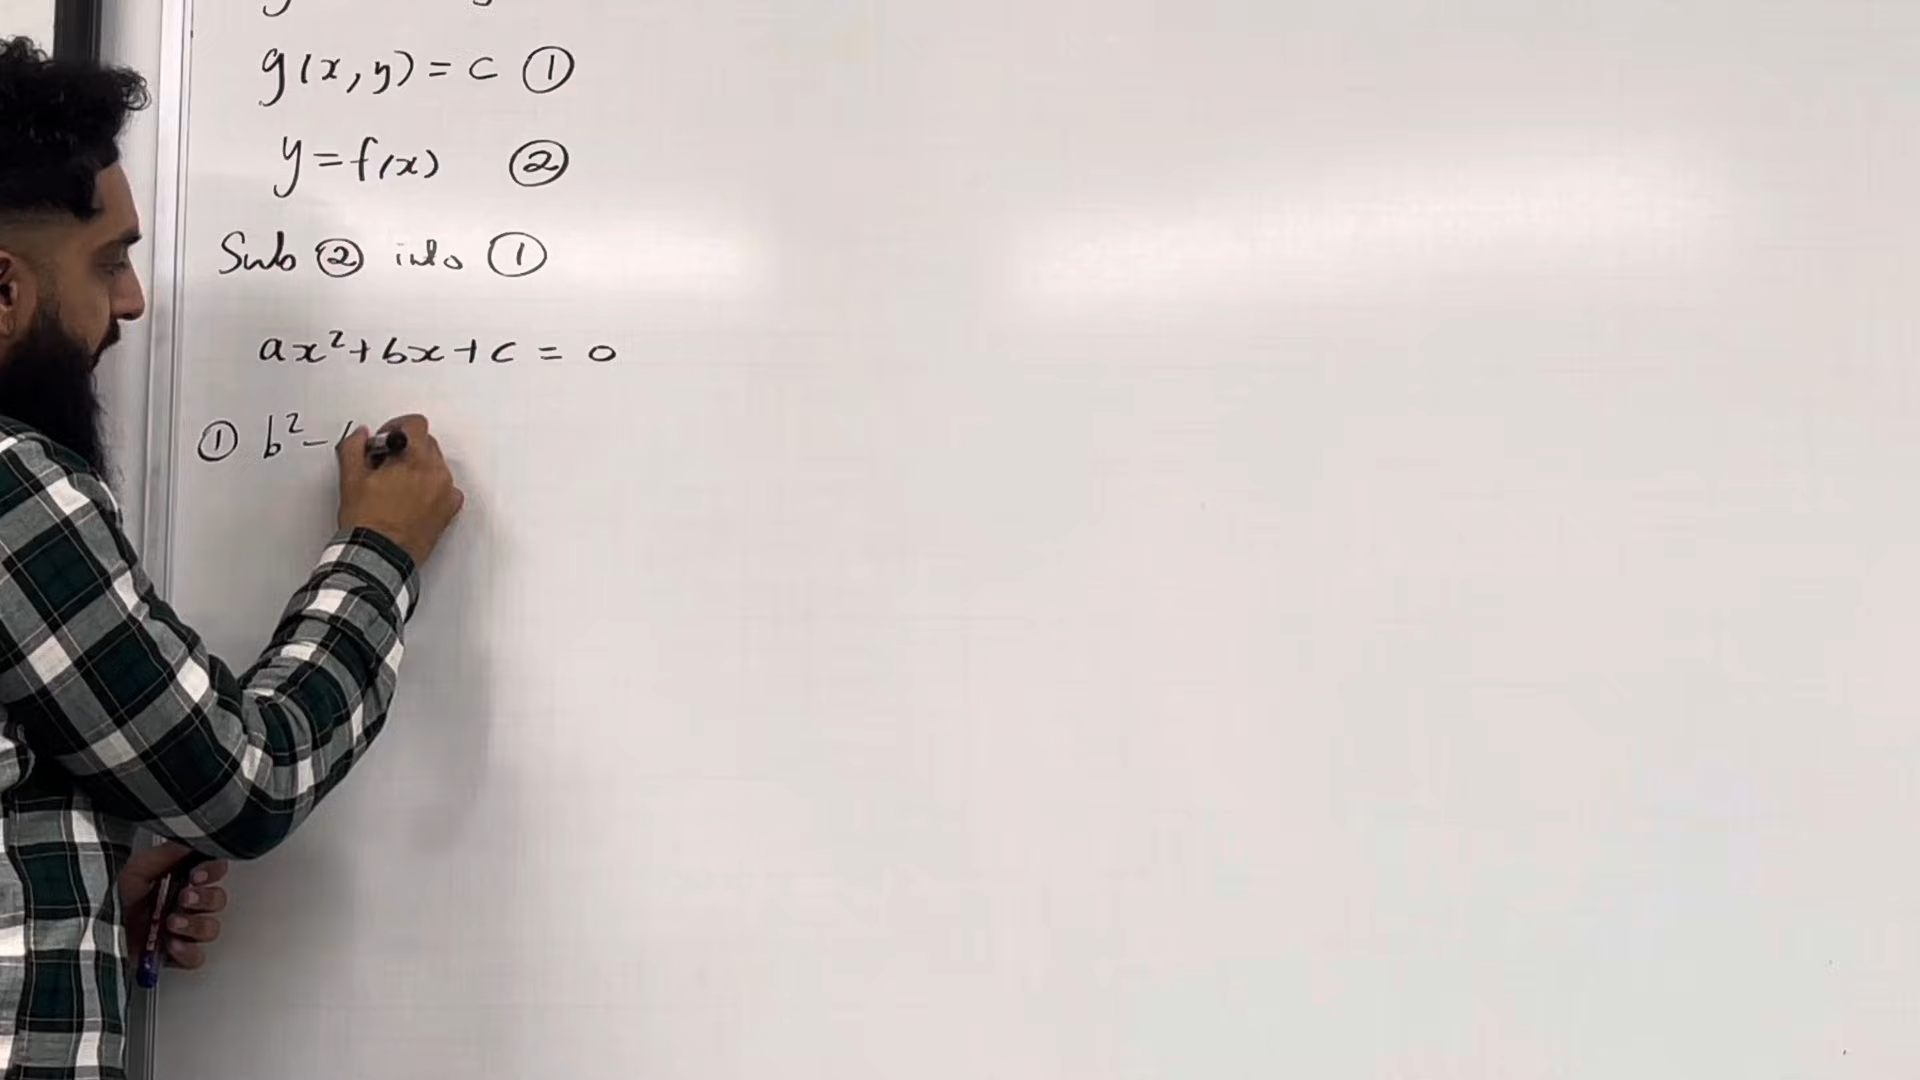 g(x,y) = c ①
y = f(x) ②
Sub ② into ①
ax²+bx+c = 0
① b²-